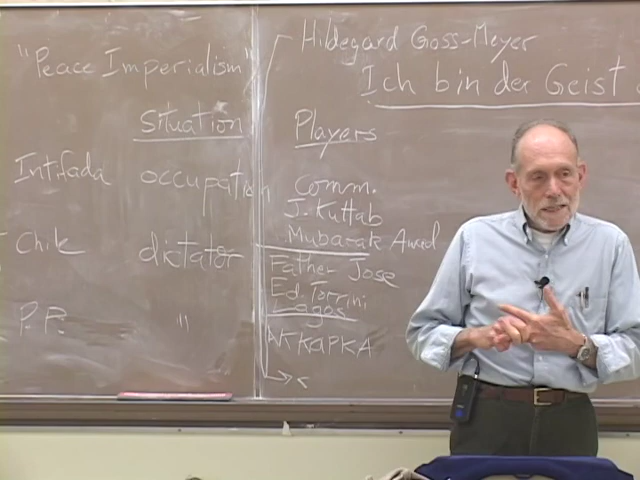 "Peace Imperialism"
Situation
Intifada occupation
Chile dictator
P.R. "
Hildegard Goss-Meyer
Ich bin der Geist
Players
comm.
J. Kuttab
Mubarak Award
Father Jose
Ed Torrini
Lagos
AKKAPKA